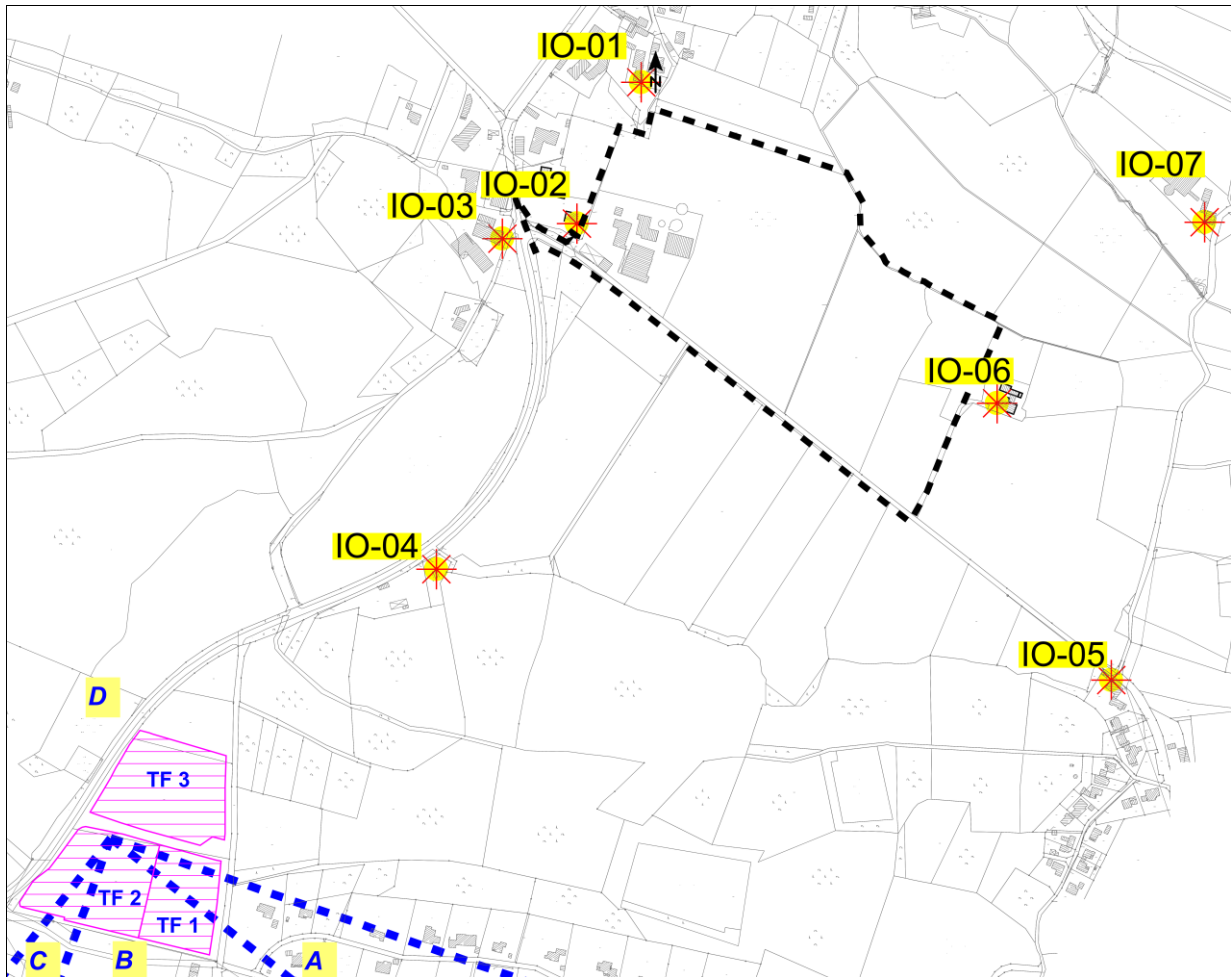 IO-01
N
IO-07
IO-02
IO-03
IO-06
IO-04
IO-05
D
TF 3
TF 2
TF 1
C
B
A